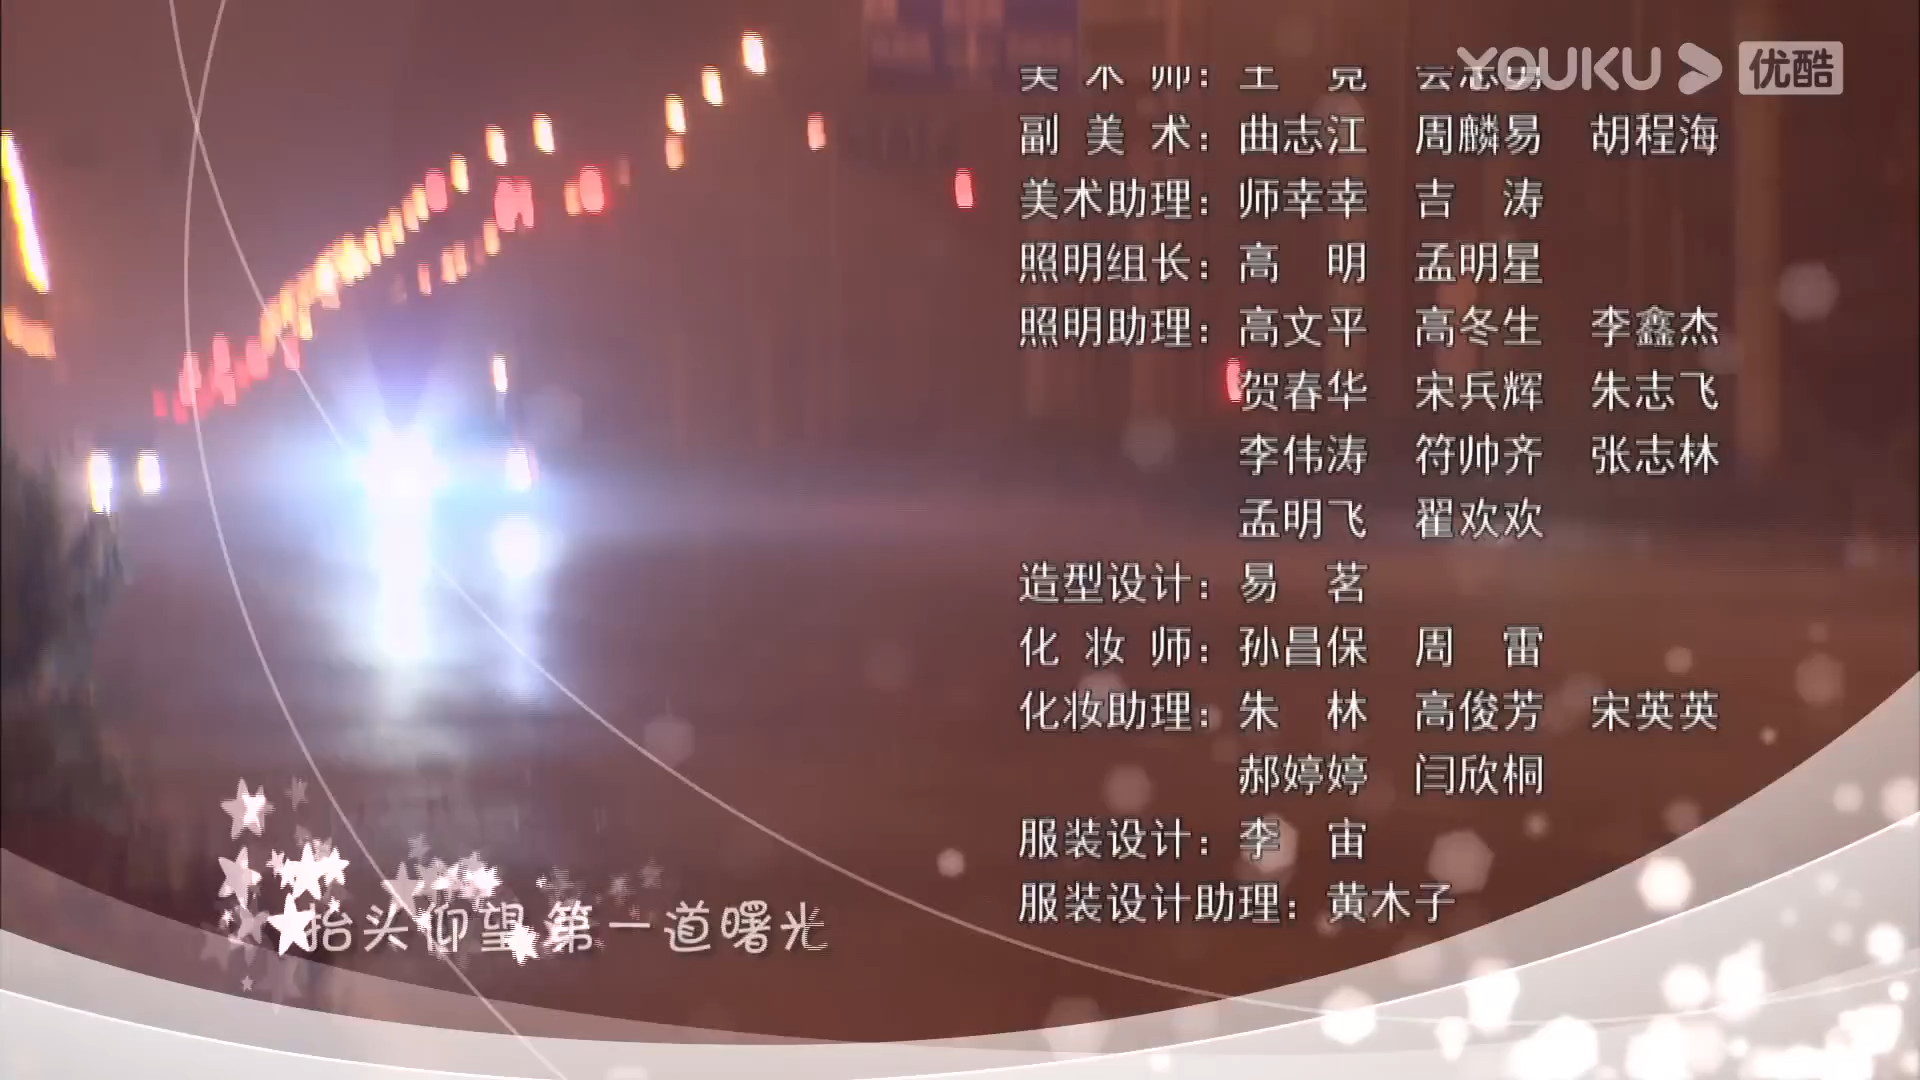 YOUKU 优酷
副 美 术：曲志江 周麟易 胡程海
美术助理：师幸幸 吉 涛
照明组长：高 明 孟明星
照明助理：高文平 高冬生 李鑫杰
贺春华 宋兵辉 朱志飞
李伟涛 符帅齐 张志林
孟明飞 翟欢欢
造型设计：易 茗
化 妆 师：孙昌保 周 雷
化妆助理：朱 林 高俊芳 宋英英
郝婷婷 闫欣桐
服装设计：李 宙
服装设计助理：黄木子
抬头仰望 第一道曙光